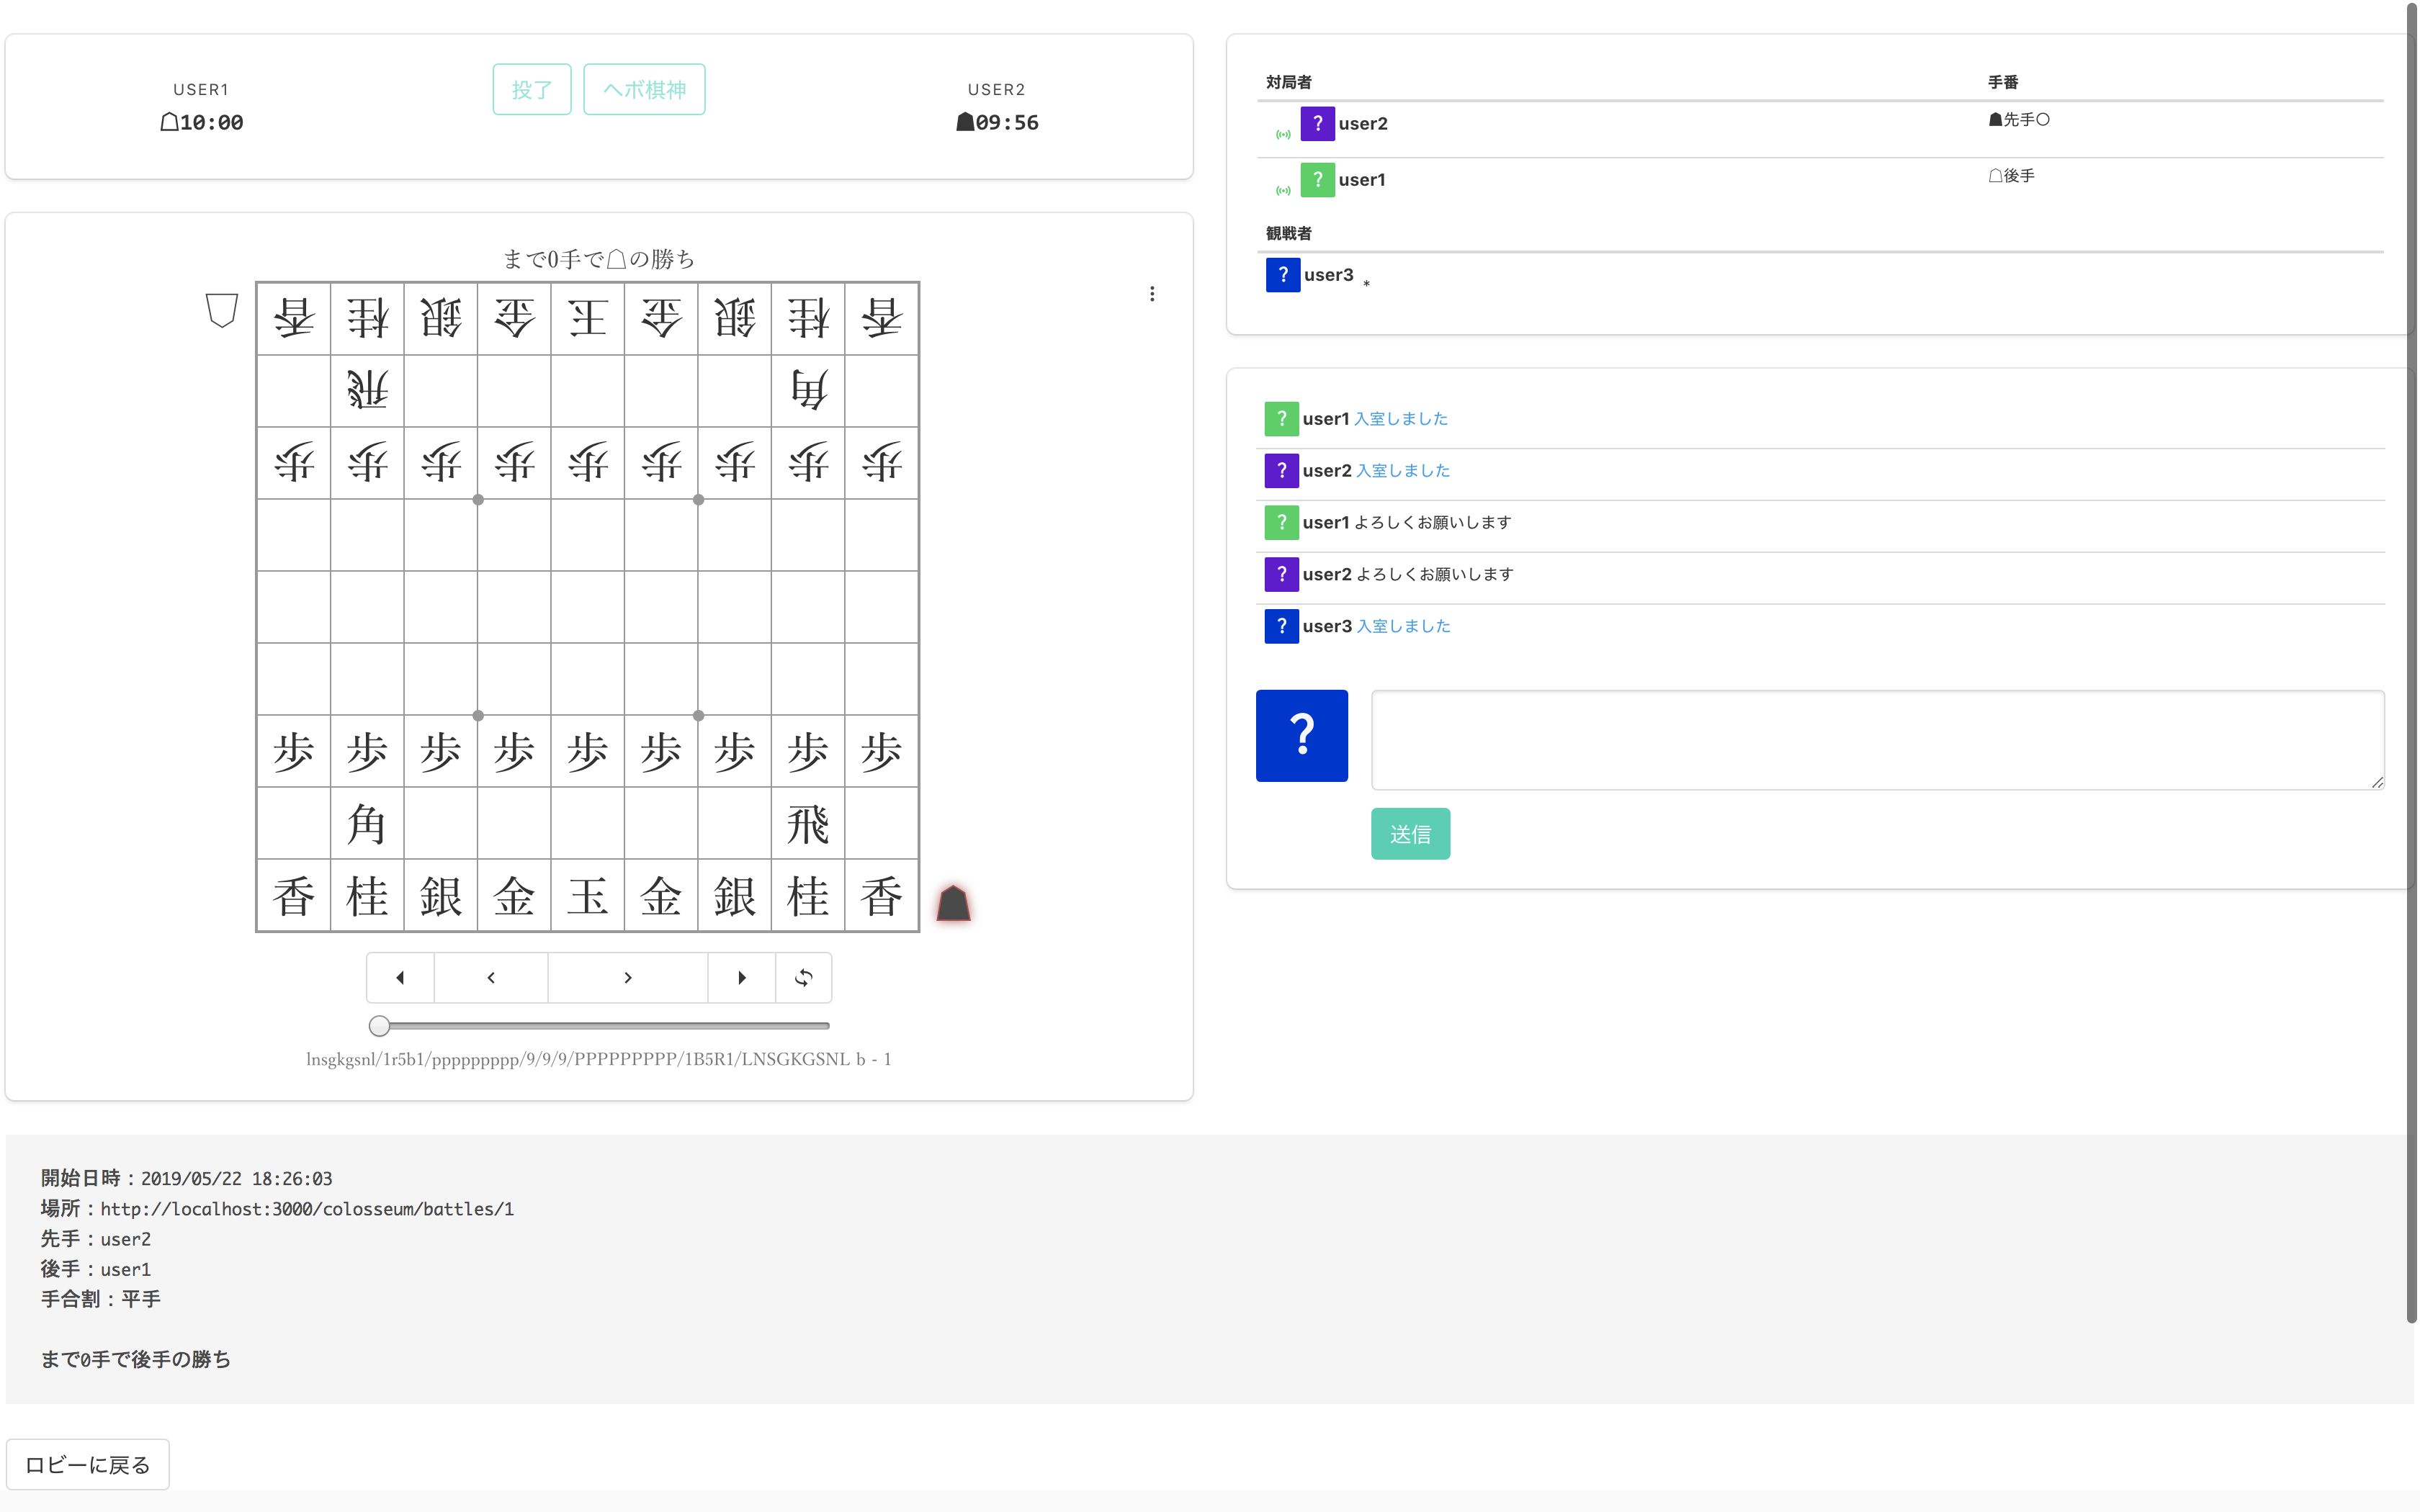 USER1
☖10:00
投了
ヘボ棋神
USER2
☗09:56
まで0手で☖の勝ち
香桂銀金王金銀桂香
飛角
歩歩歩歩歩歩歩歩歩
歩歩歩歩歩歩歩歩歩
角飛
香桂銀金玉金銀桂香
lnsgkgsnl/1r5b1/ppppppppp/9/9/9/PPPPPPPPP/1B5R1/LNSGKGSNL b - 1
対局者 手番
? user2 ☗先手○
? user1 ☖後手
観戦者
? user3 *
? user1 入室しました
? user2 入室しました
? user1 よろしくお願いします
? user2 よろしくお願いします
? user3 入室しました
?
送信
開始日時：2019/05/22 18:26:03
場所：http://localhost:3000/colosseum/battles/1
先手：user2
後手：user1
手合割：平手
まで0手で後手の勝ち
ロビーに戻る